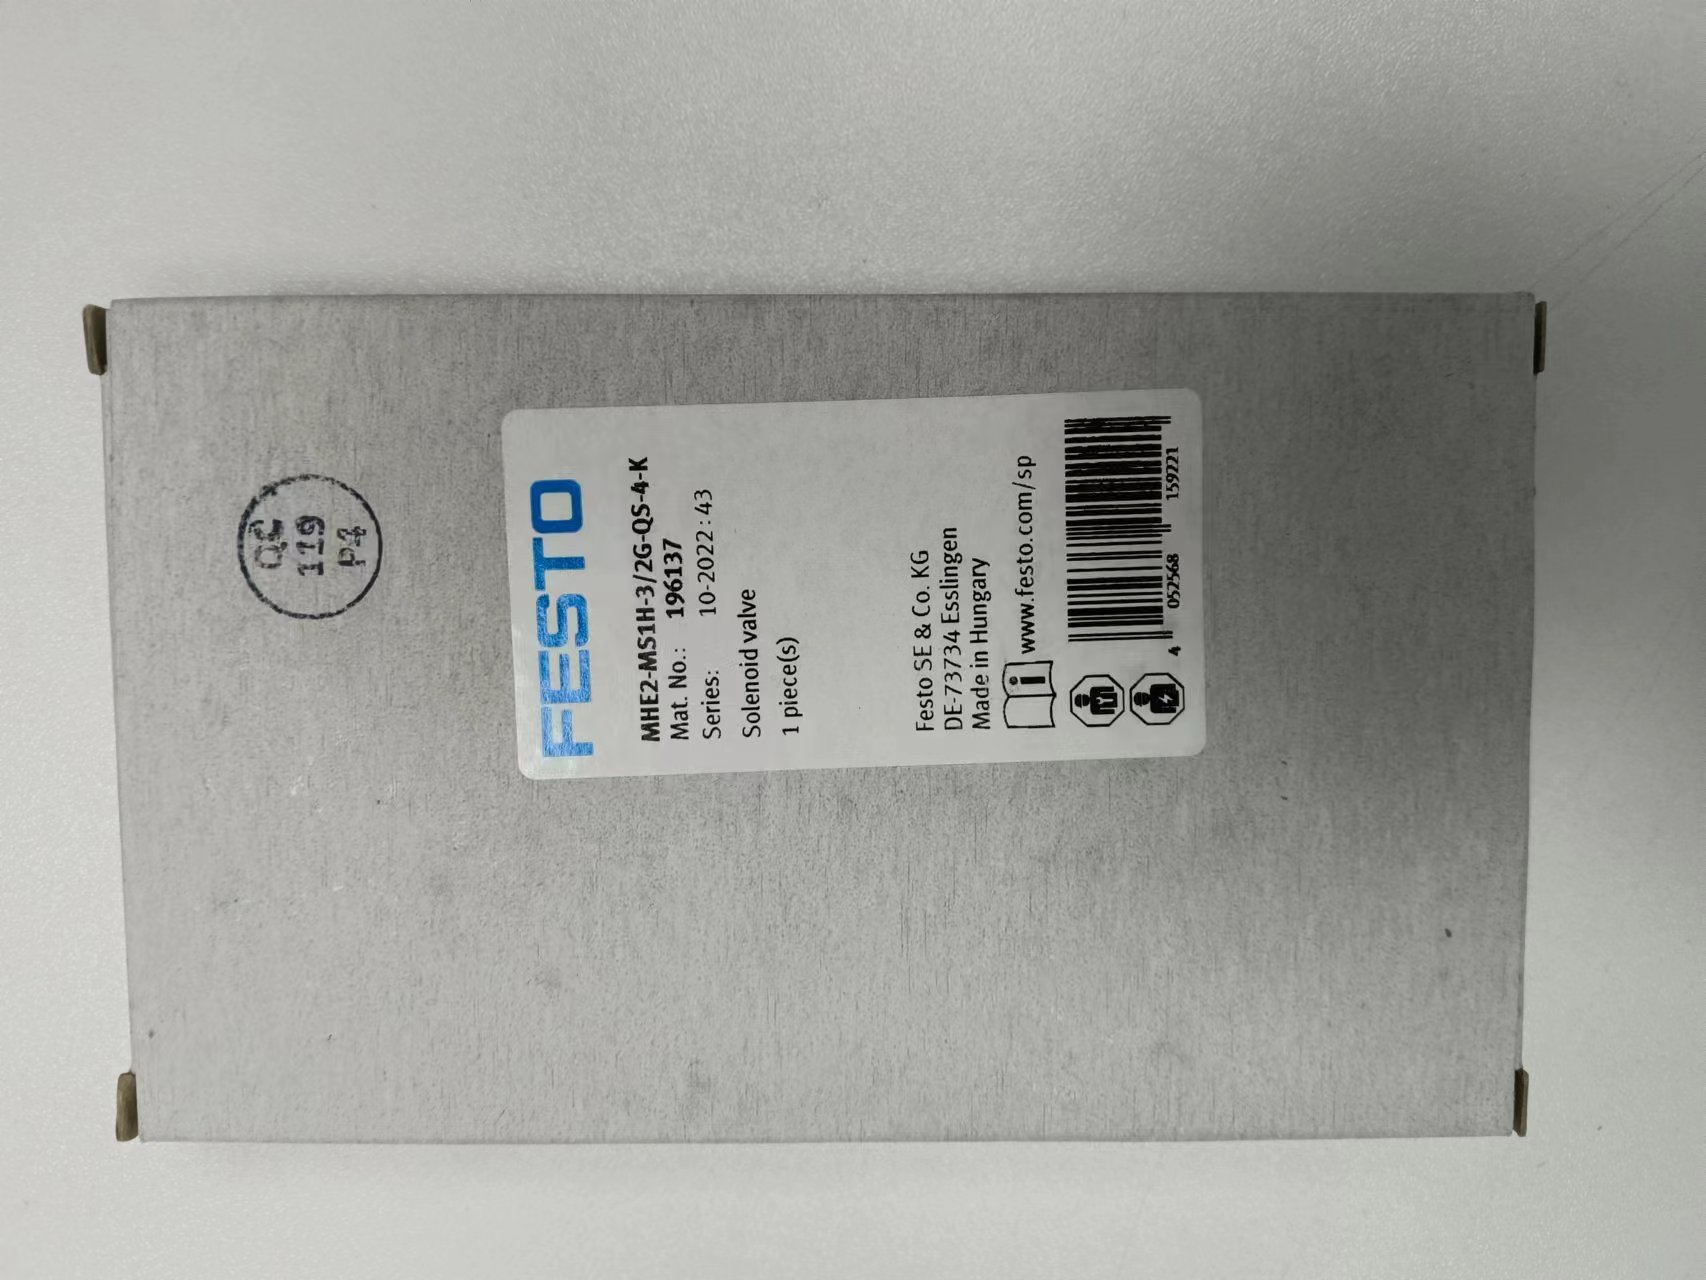 FESTO
MHE2-MS1H-3/2G-QS-4-K
Mat. No.: 196137
Series: 10-2022:43
Solenoid valve
1 piece(s)
Festo SE & Co. KG
DE-73734 Esslingen
Made in Hungary
www.festo.com/sp
4 052568 159221
QC
119
P4